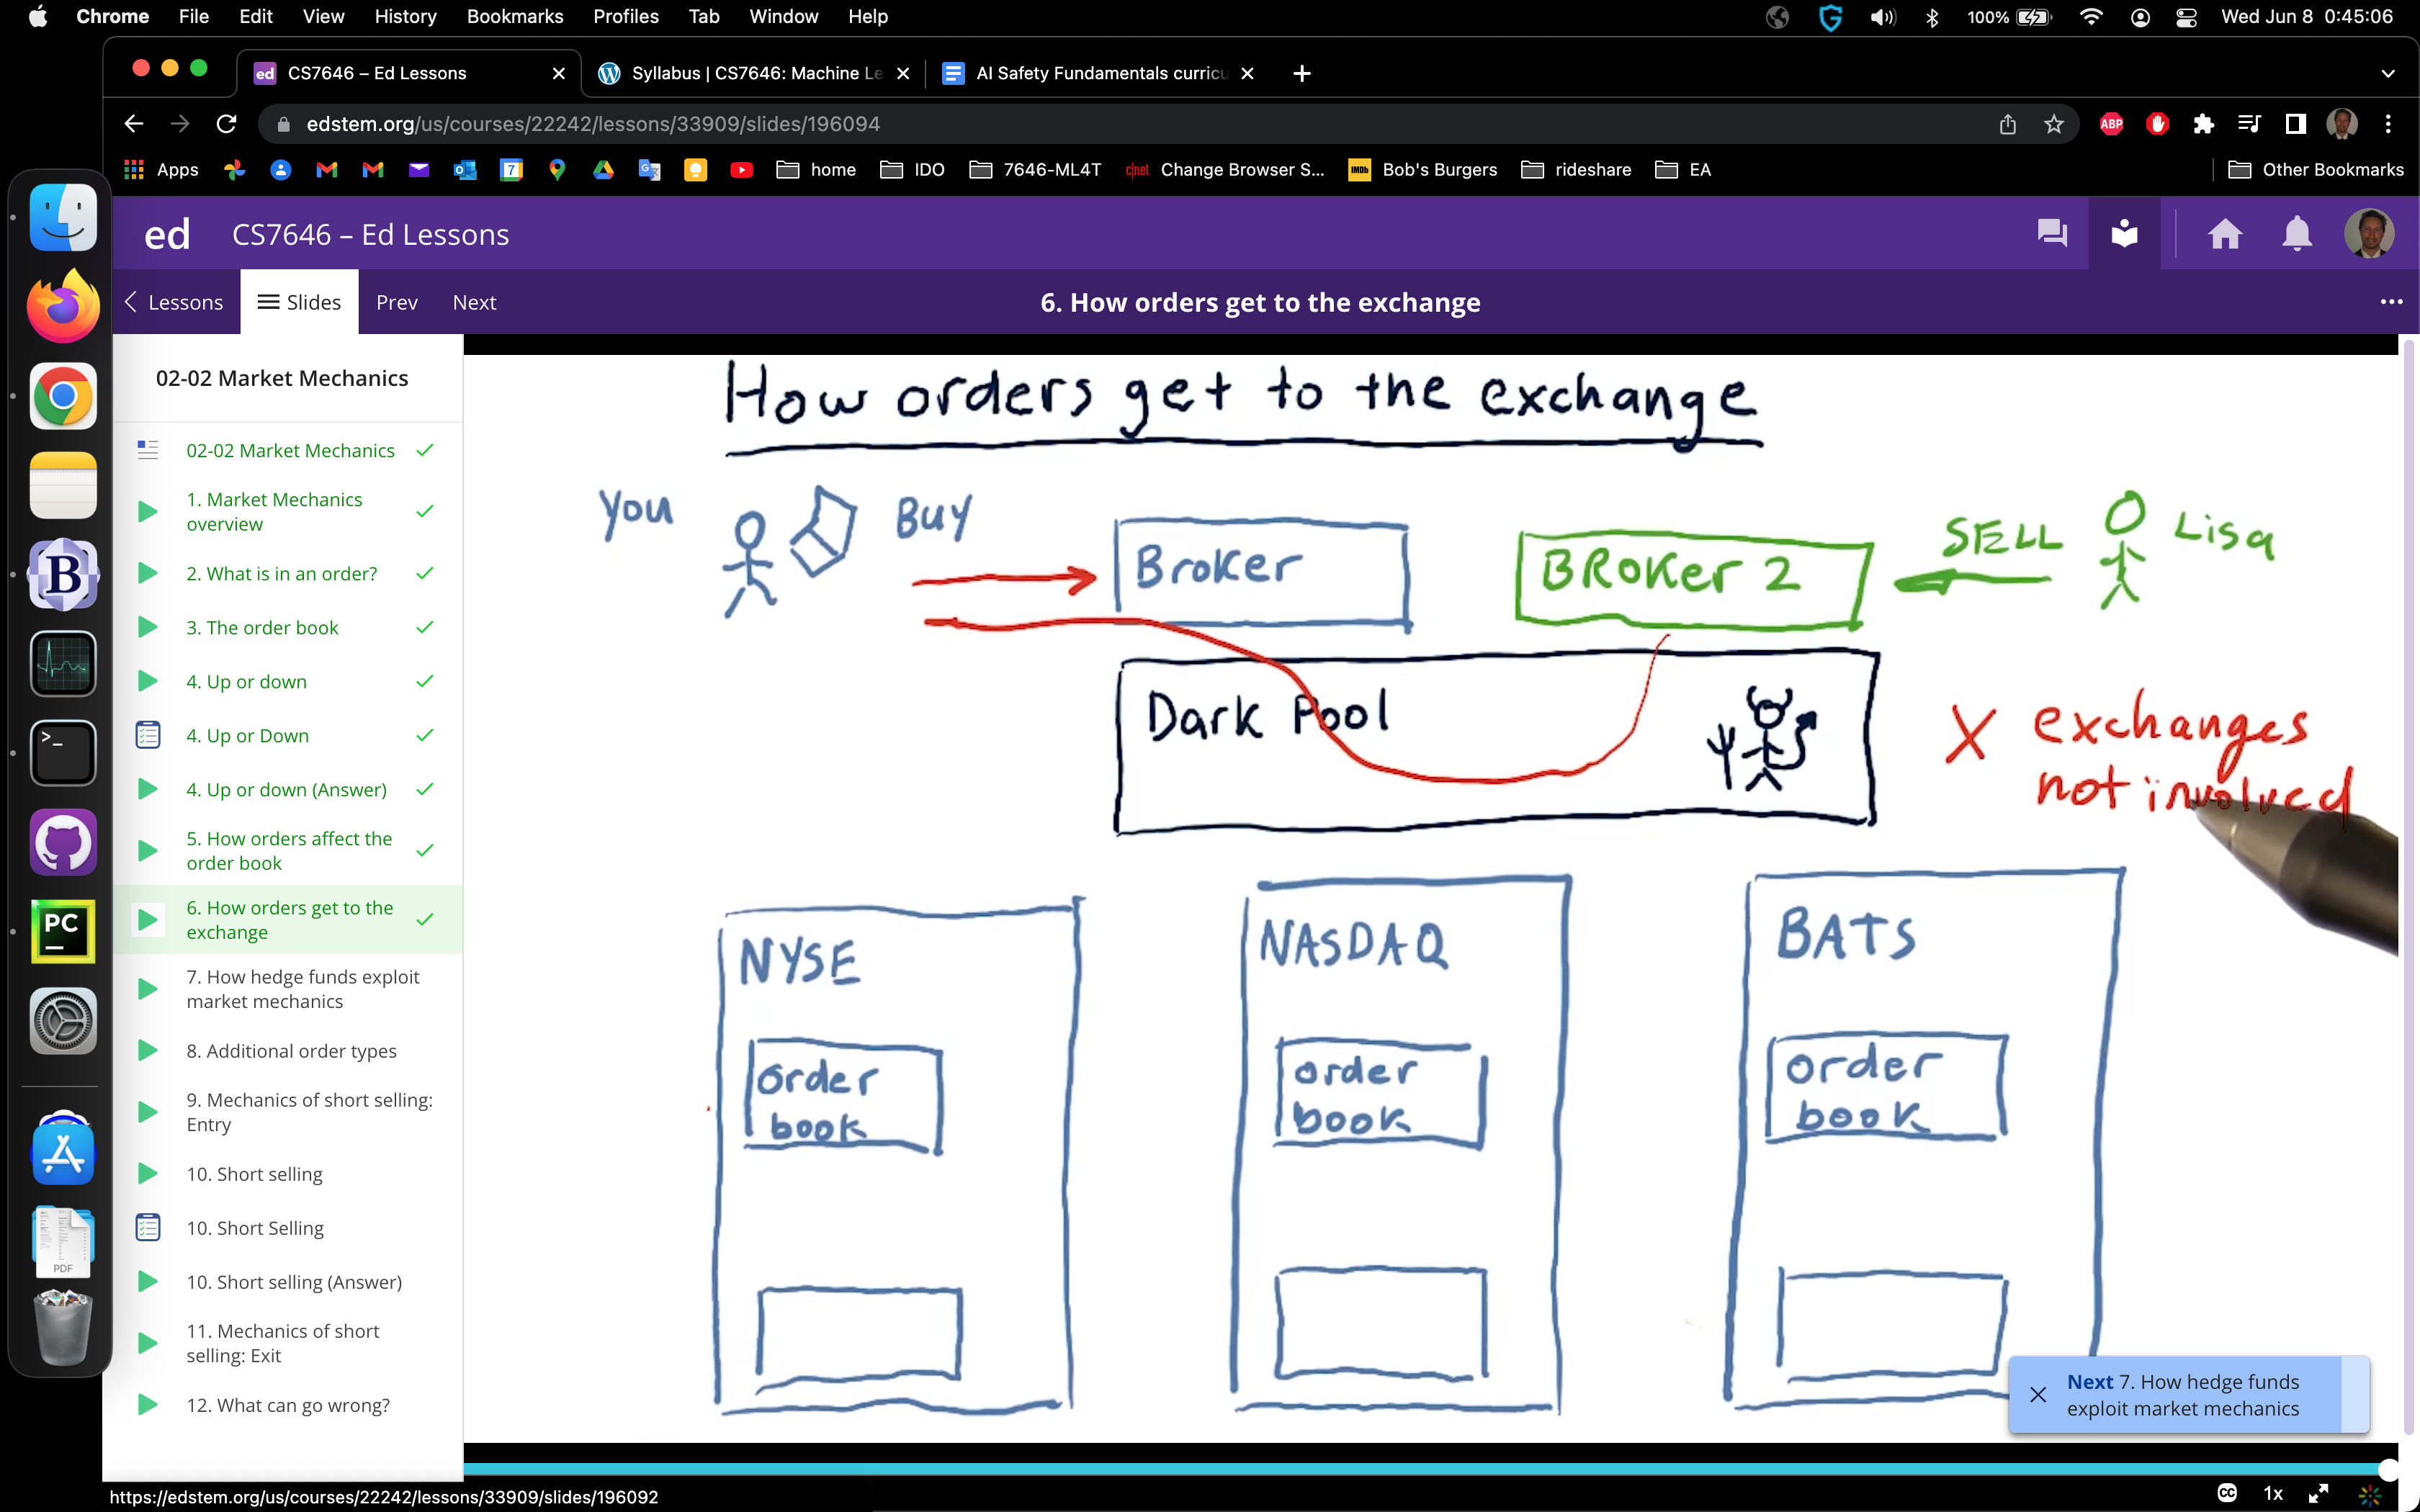 Chrome File Edit View History Bookmarks Profiles Tab Window Help 100% Wed Jun 8 0:45:06
ed CS7646 – Ed Lessons Syllabus | CS7646: Machine Le AI Safety Fundamentals curricu
edstem.org/us/courses/22242/lessons/33909/slides/196094 ABP
Apps 7 home IDO 7646-ML4T c|net Change Browser S... IMDb Bob's Burgers rideshare EA Other Bookmarks
ed CS7646 – Ed Lessons
Lessons Slides Prev Next 6. How orders get to the exchange
02-02 Market Mechanics
02-02 Market Mechanics
1. Market Mechanics
overview
2. What is in an order?
3. The order book
4. Up or down
4. Up or Down
4. Up or down (Answer)
5. How orders affect the
order book
6. How orders get to the
exchange
7. How hedge funds exploit
market mechanics
8. Additional order types
9. Mechanics of short selling:
Entry
10. Short selling
10. Short Selling
10. Short selling (Answer)
11. Mechanics of short
selling: Exit
12. What can go wrong?
How orders get to the exchange
You Buy
Broker
BRoker 2
SELL Lisa
Dark Pool
X exchanges
not involved
NYSE
order
book
NASDAQ
order
book
BATS
order
book
Next 7. How hedge funds
exploit market mechanics
B
>_
PC
PDF
https://edstem.org/us/courses/22242/lessons/33909/slides/196092
CC 1x